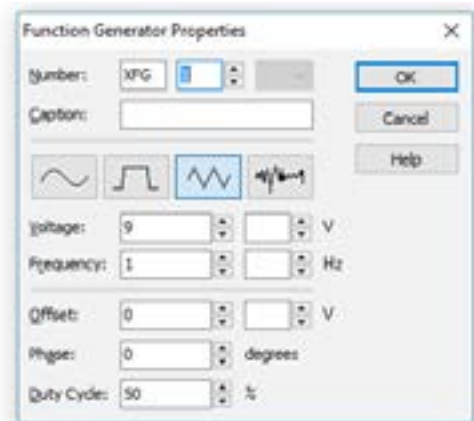 Function Generator Properties
Number: XFG
OK
Caption:
Cancel
Help
Voltage: 9 V
Frequency: 1 Hz
Offset: 0 V
Phase: 0 degrees
Duty Cycle: 50 %